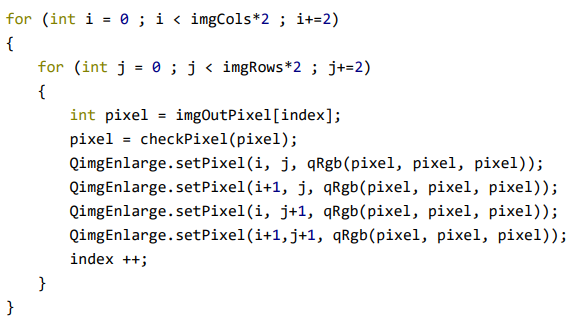 for (int i = 0 ; i < imgCols*2 ; i+=2)
{
    for (int j = 0 ; j < imgRows*2 ; j+=2)
    {
        int pixel = imgOutPixel[index];
        pixel = checkPixel(pixel);
        QimgEnlarge.setPixel(i, j, qRgb(pixel, pixel, pixel));
        QimgEnlarge.setPixel(i+1, j, qRgb(pixel, pixel, pixel));
        QimgEnlarge.setPixel(i, j+1, qRgb(pixel, pixel, pixel));
        QimgEnlarge.setPixel(i+1,j+1, qRgb(pixel, pixel, pixel));
        index ++;
    }
}